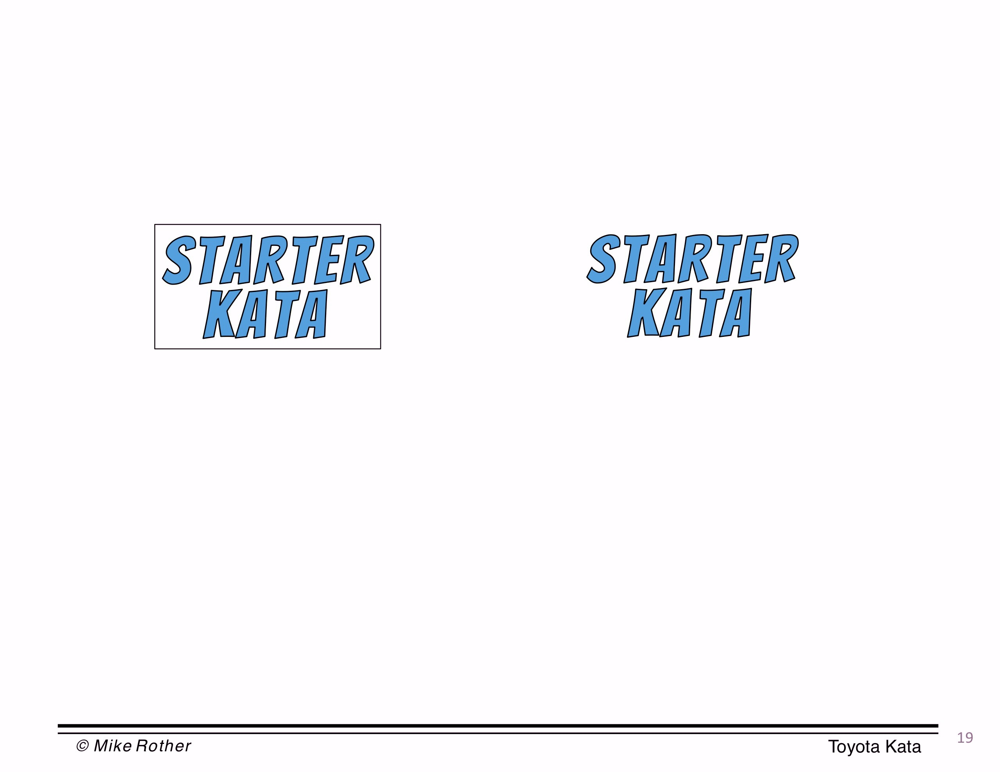 STARTER
KATA
STARTER
KATA
© Mike Rother
Toyota Kata
19